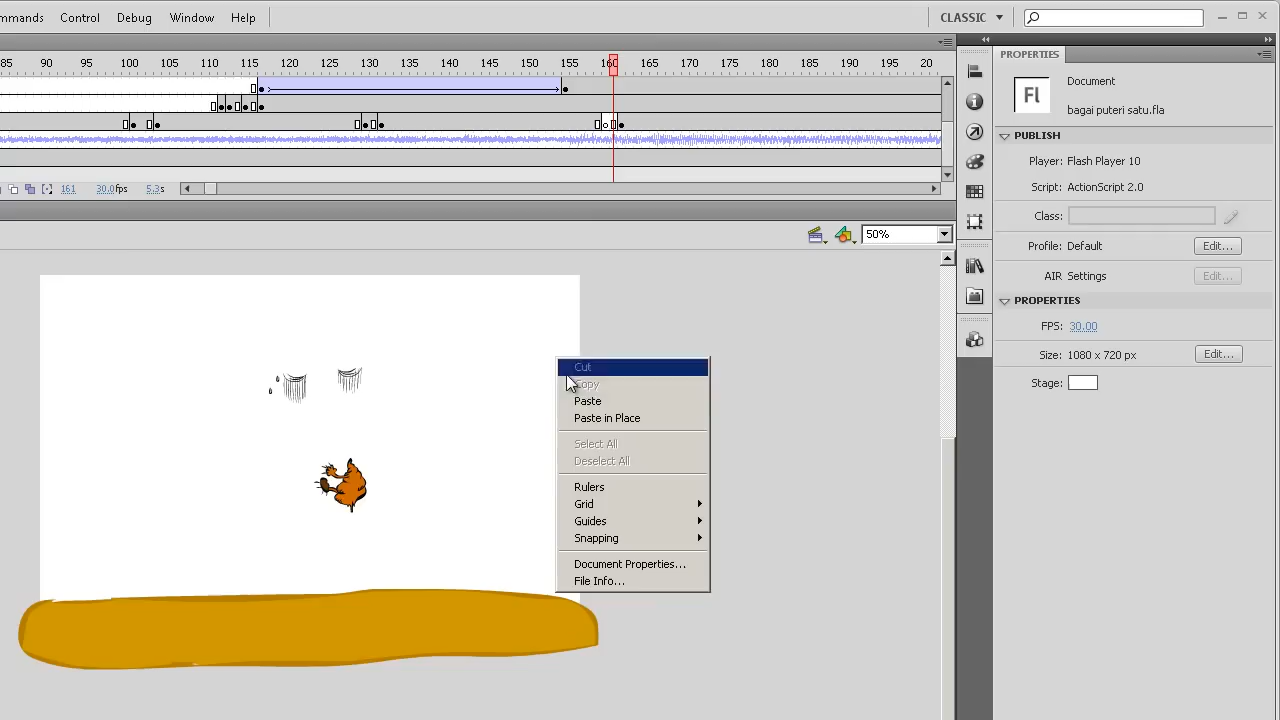 mmands Control Debug Window Help CLASSIC
PROPERTIES
85 90 95 100 105 110 115 120 125 130 135 140 145 150 155 160 165 170 175 180 185 190 195 20
Fl
Document
bagai puteri satu.fla
PUBLISH
Player: Flash Player 10
Script: ActionScript 2.0
161 30.0fps 5.3s
Class:
50%
Profile: Default Edit...
AIR Settings Edit...
PROPERTIES
FPS: 30.00
Size: 1080 x 720 px Edit...
Stage:
Cut
Copy
Paste
Paste in Place
Select All
Deselect All
Rulers
Grid
Guides
Snapping
Document Properties...
File Info...